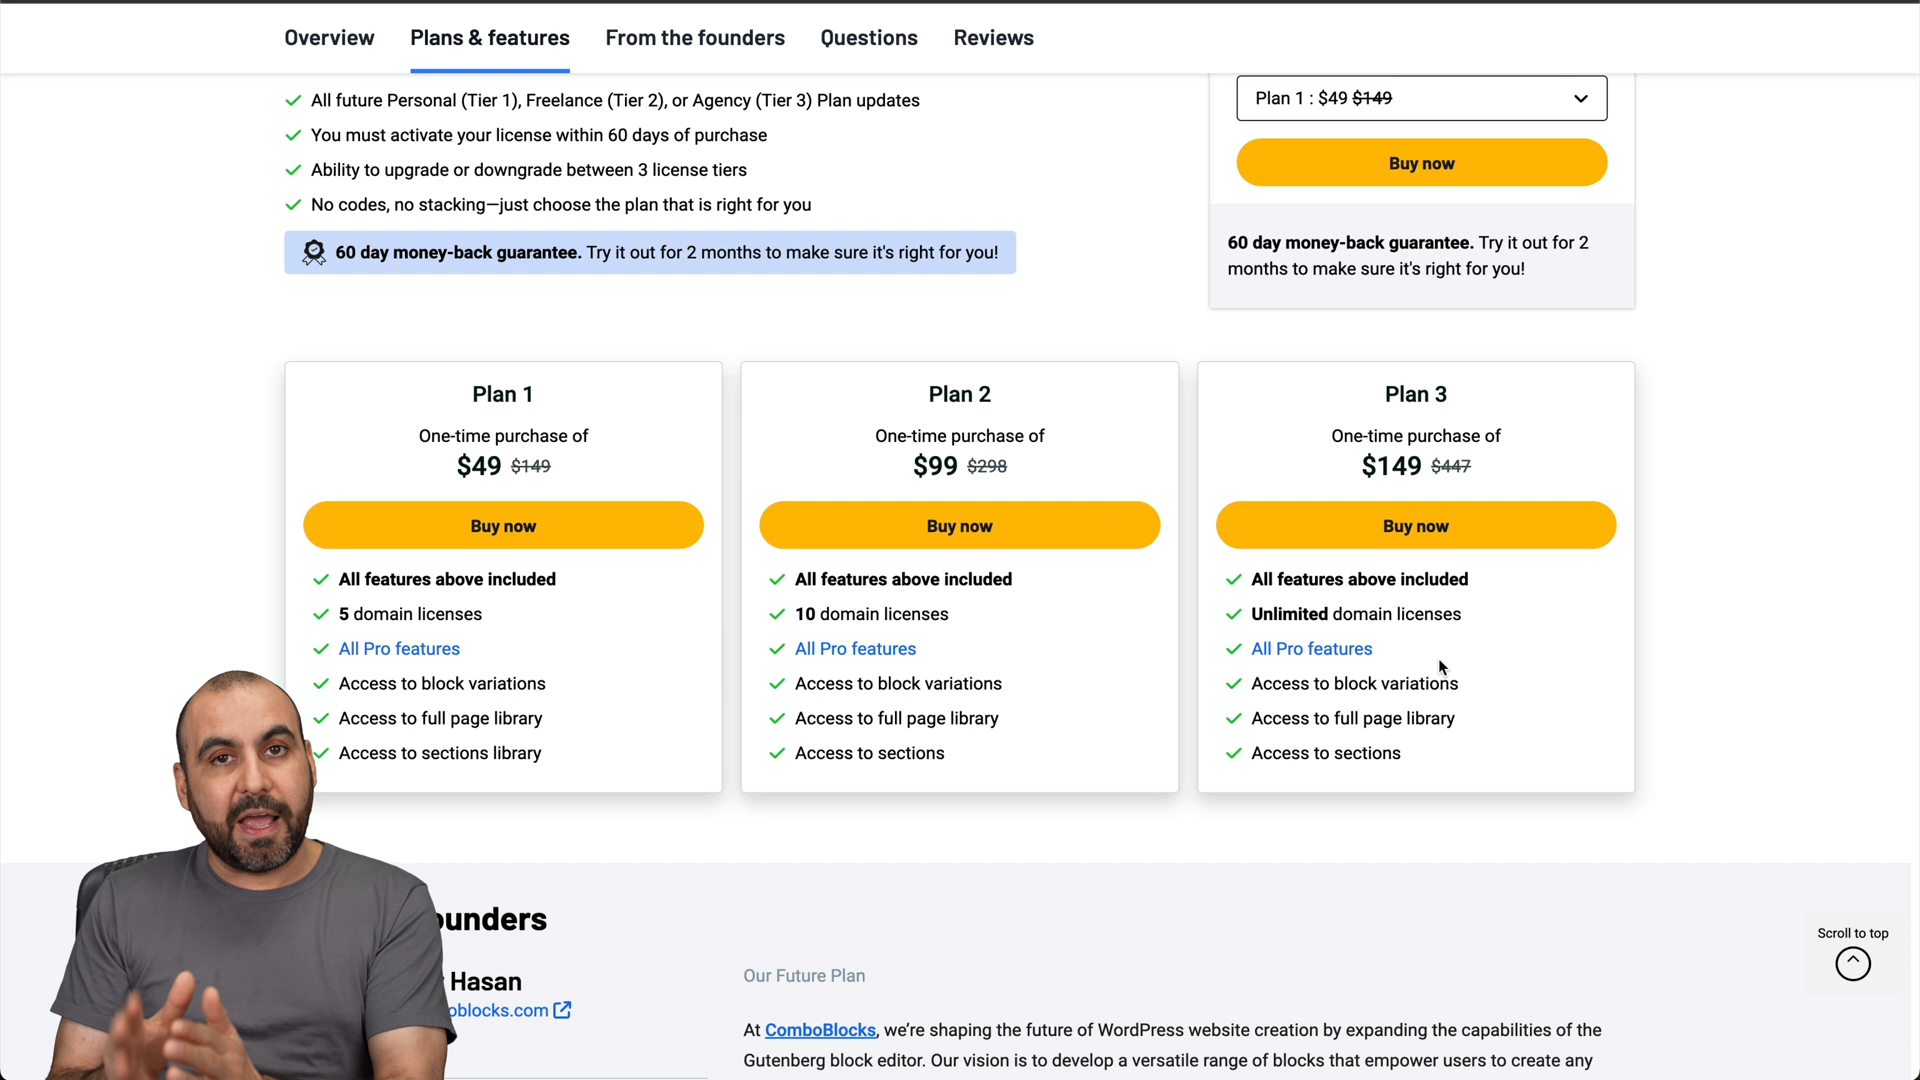 Overview Plans & features From the founders Questions Reviews
All future Personal (Tier 1), Freelance (Tier 2), or Agency (Tier 3) Plan updates
You must activate your license within 60 days of purchase
Ability to upgrade or downgrade between 3 license tiers
No codes, no stacking—just choose the plan that is right for you
60 day money-back guarantee. Try it out for 2 months to make sure it's right for you!
Plan 1 : $49 $149
Buy now
60 day money-back guarantee. Try it out for 2
months to make sure it's right for you!
Plan 1
One-time purchase of
$49 $149
Buy now
All features above included
5 domain licenses
All Pro features
Access to block variations
Access to full page library
Access to sections library
Plan 2
One-time purchase of
$99 $298
Buy now
All features above included
10 domain licenses
All Pro features
Access to block variations
Access to full page library
Access to sections
Plan 3
One-time purchase of
$149 $447
Buy now
All features above included
Unlimited domain licenses
All Pro features
Access to block variations
Access to full page library
Access to sections
ounders
Hasan
oblocks.com
Our Future Plan
At ComboBlocks, we're shaping the future of WordPress website creation by expanding the capabilities of the
Gutenberg block editor. Our vision is to develop a versatile range of blocks that empower users to create any
Scroll to top